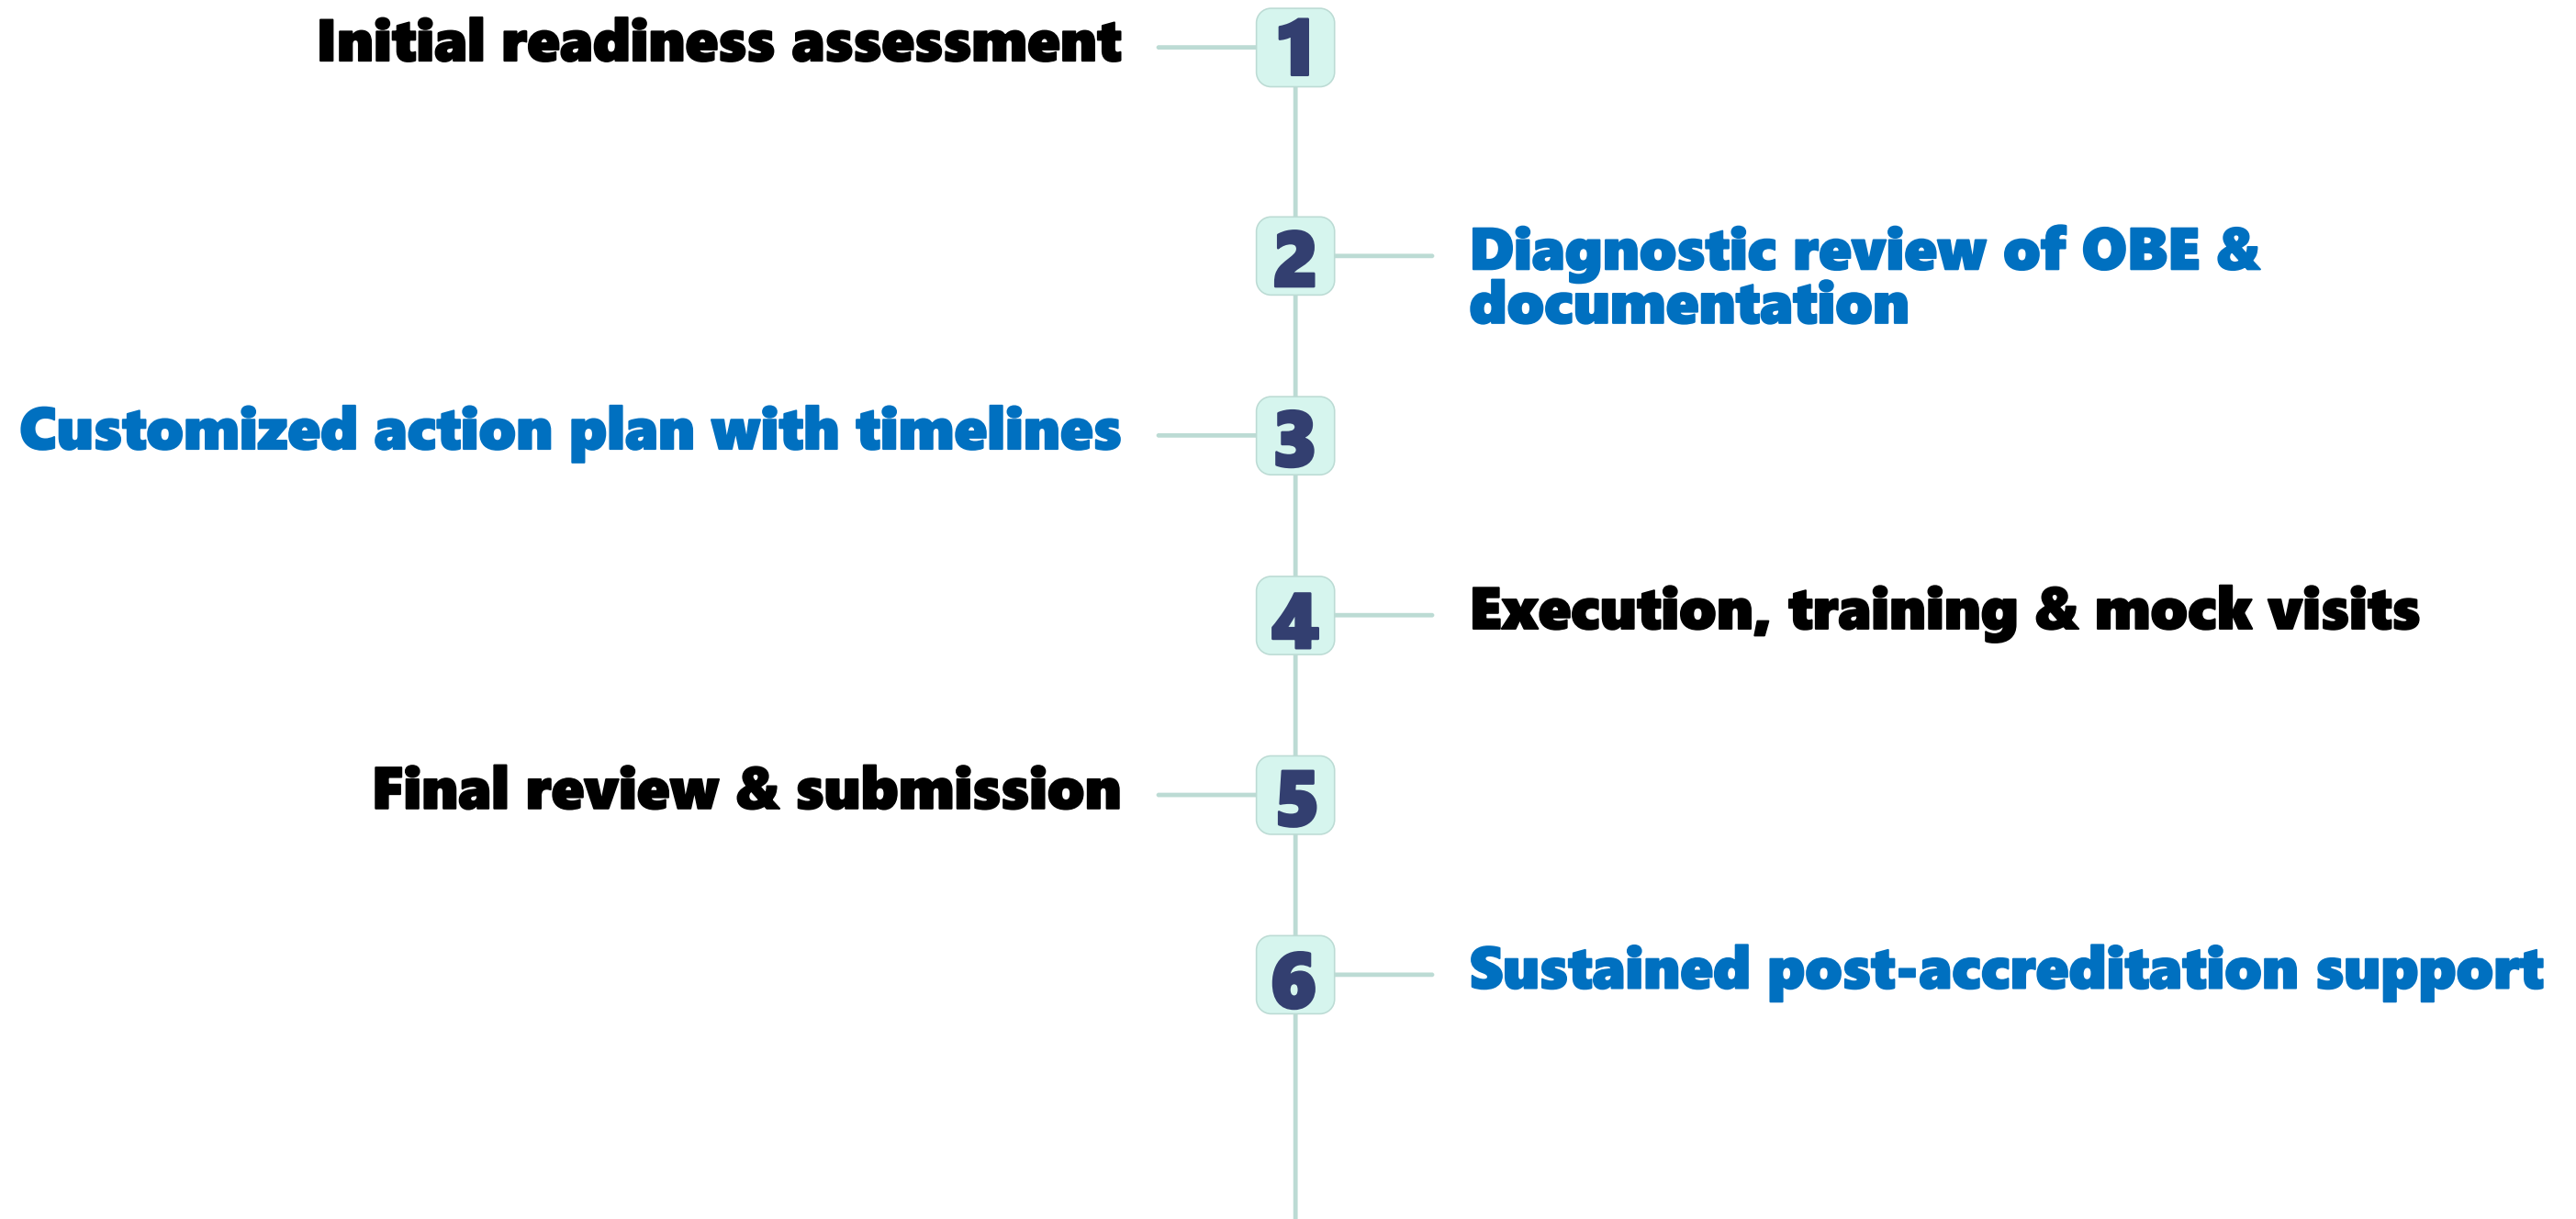 Initial readiness assessment
1
2
Diagnostic review of OBE &
documentation
Customized action plan with timelines
3
4
Execution, training & mock visits
Final review & submission
5
6
Sustained post-accreditation support